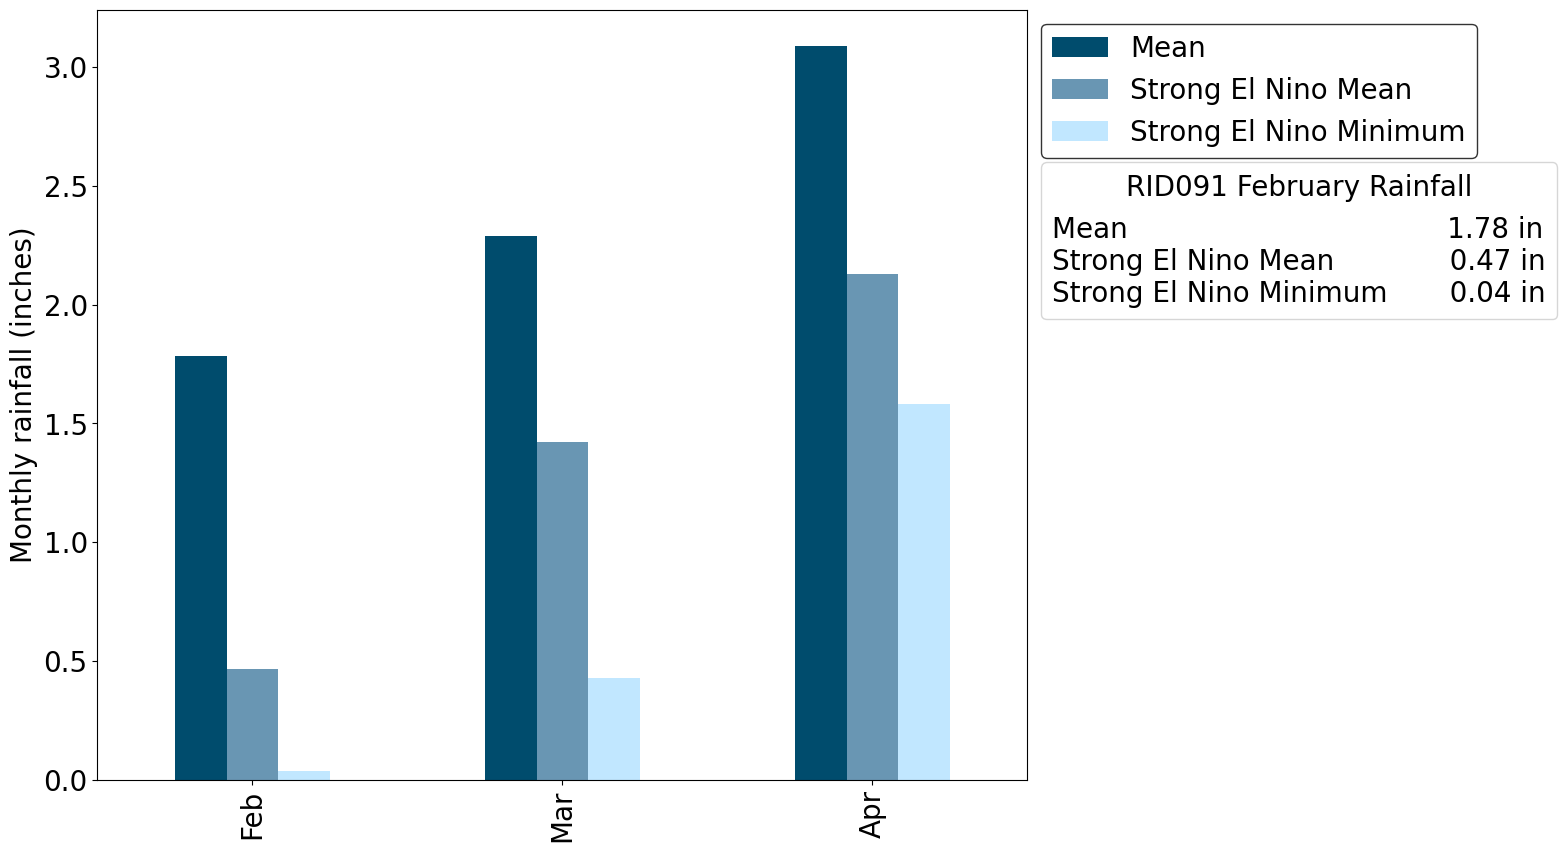 Monthly rainfall (inches)
3.0
2.5
2.0
1.5
1.0
0.5
0.0
Feb
Mar
Apr
Mean
Strong El Nino Mean
Strong El Nino Minimum
RID091 February Rainfall
Mean 1.78 in
Strong El Nino Mean 0.47 in
Strong El Nino Minimum 0.04 in